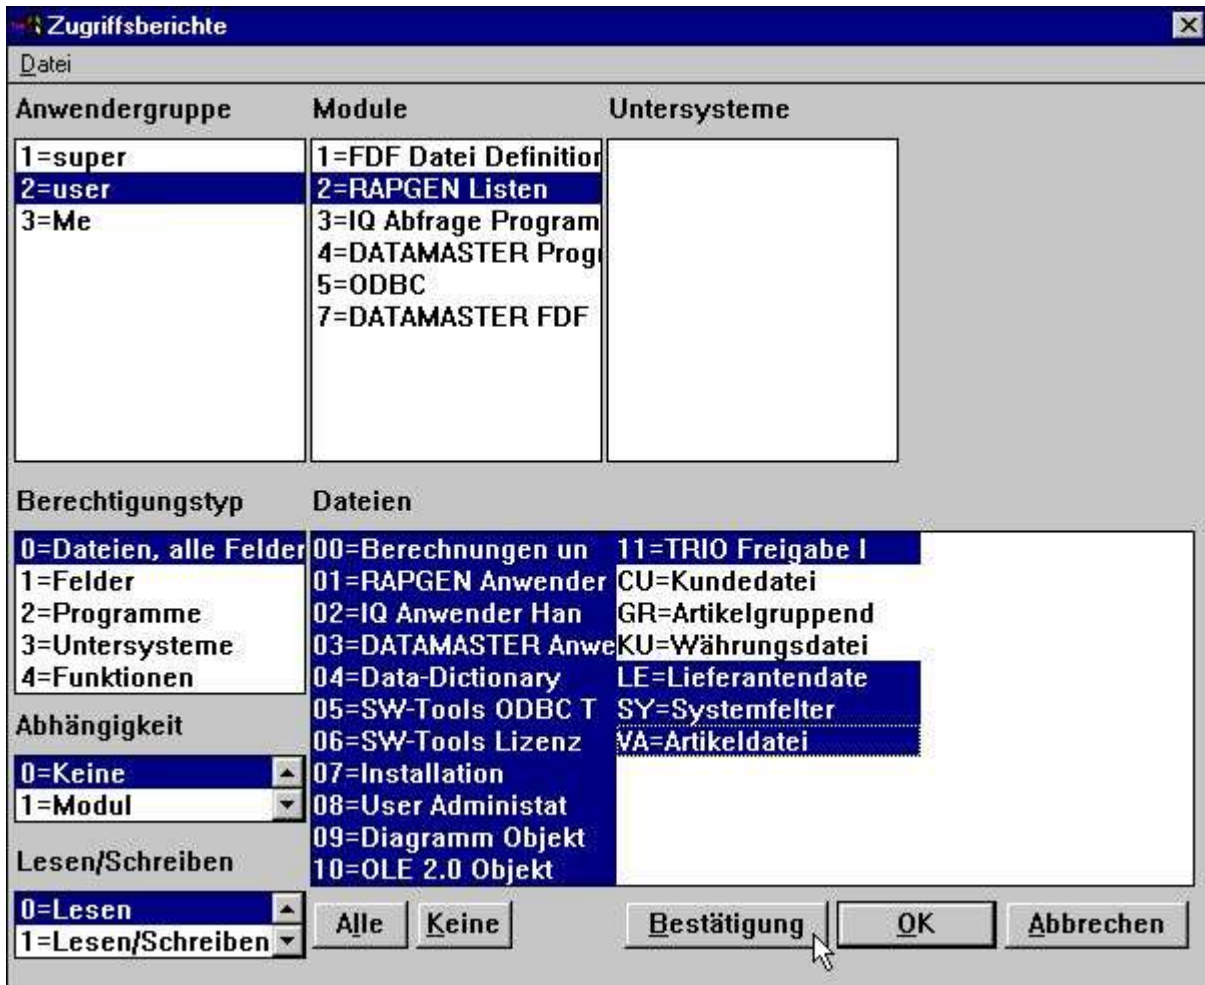 Zugriffsberichte
Datei
Anwendergruppe
1=super
2=user
3=Me
Module
1=FDF Datei Definition
2=RAPGEN Listen
3=IQ Abfrage Program
4=DATAMASTER Progr
5=ODBC
7=DATAMASTER FDF
Untersysteme
Berechtigungstyp
0=Dateien, alle Felder
1=Felder
2=Programme
3=Untersysteme
4=Funktionen
Abhängigkeit
0=Keine
1=Modul
Lesen/Schreiben
0=Lesen
1=Lesen/Schreiben
Dateien
00=Berechnungen un
01=RAPGEN Anwender
02=IQ Anwender Han
03=DATAMASTER Anwe
04=Data-Dictionary
05=SW-Tools ODBC T
06=SW-Tools Lizenz
07=Installation
08=User Administat
09=Diagramm Objekt
10=OLE 2.0 Objekt
11=TRIO Freigabe I
CU=Kundedatei
GR=Artikelgruppend
KU=Währungsdatei
LE=Lieferantendate
SY=Systemfelter
VA=Artikeldatei
Alle
Keine
Bestätigung
OK
Abbrechen